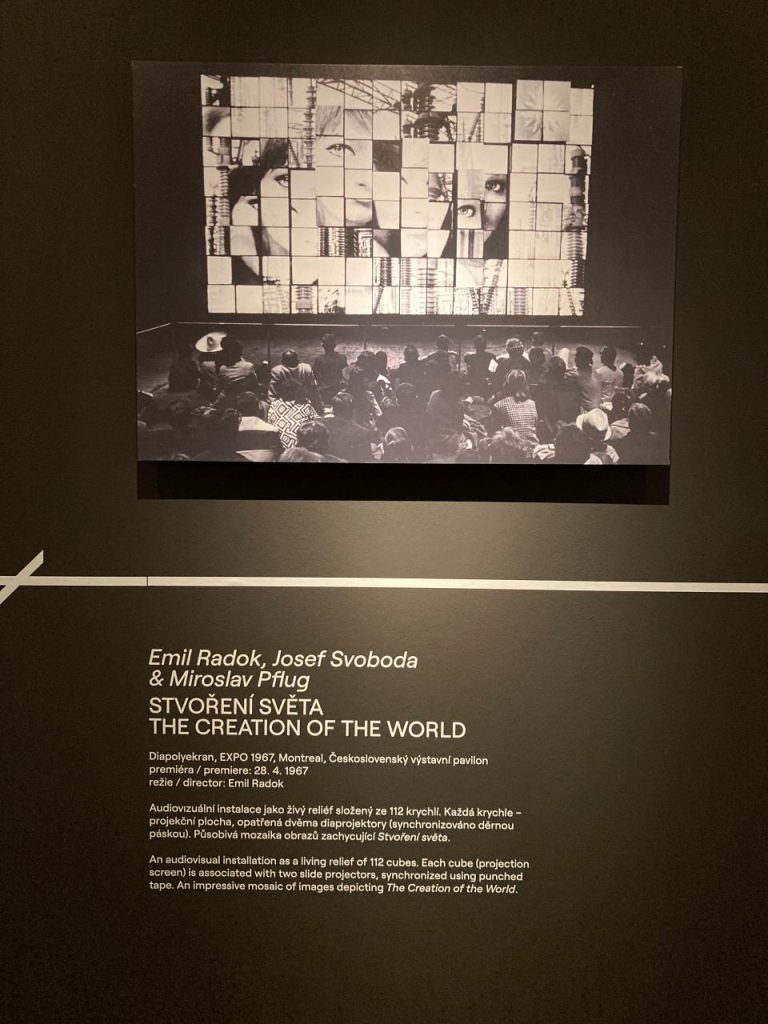 Emil Radok, Josef Svoboda
& Miroslav Pflug
STVOŘENÍ SVĚTA
THE CREATION OF THE WORLD
Diapolyekran, EXPO 1967, Montreal, Československý výstavní pavilon
premiéra / premiere: 28. 4. 1967
režie / director: Emil Radok
Audiovizuální instalace jako živý reliéf složený ze 112 krychlí. Každá krychle –
projekční plocha, opatřená dvěma diaprojektory (synchronizováno děrnou
páskou). Působivá mozaika obrazů zachycující Stvoření světa.
An audiovisual installation as a living relief of 112 cubes. Each cube (projection
screen) is associated with two slide projectors, synchronized using punched
tape. An impressive mosaic of images depicting The Creation of the World.